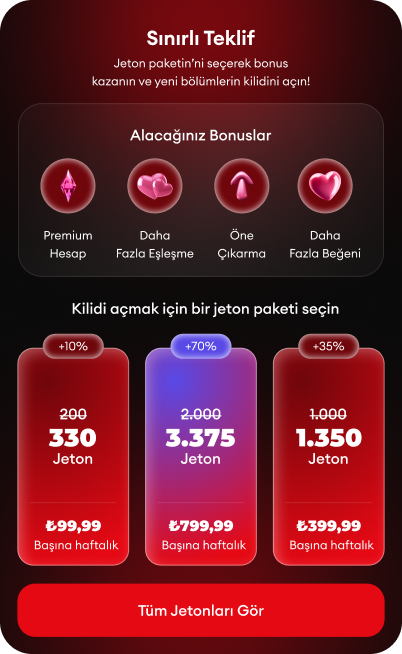 Sınırlı Teklif
Jeton paketin'ni seçerek bonus
kazanın ve yeni bölümlerin kilidini açın!
Alacağınız Bonuslar
Premium
Hesap
Daha
Fazla Eşleşme
Öne
Çıkarma
Daha
Fazla Beğeni
Kilidi açmak için bir jeton paketi seçin
+10%
200
330
Jeton
₺99,99
Başına haftalık
+70%
2.000
3.375
Jeton
₺799,99
Başına haftalık
+35%
1.000
1.350
Jeton
₺399,99
Başına haftalık
Tüm Jetonları Gör